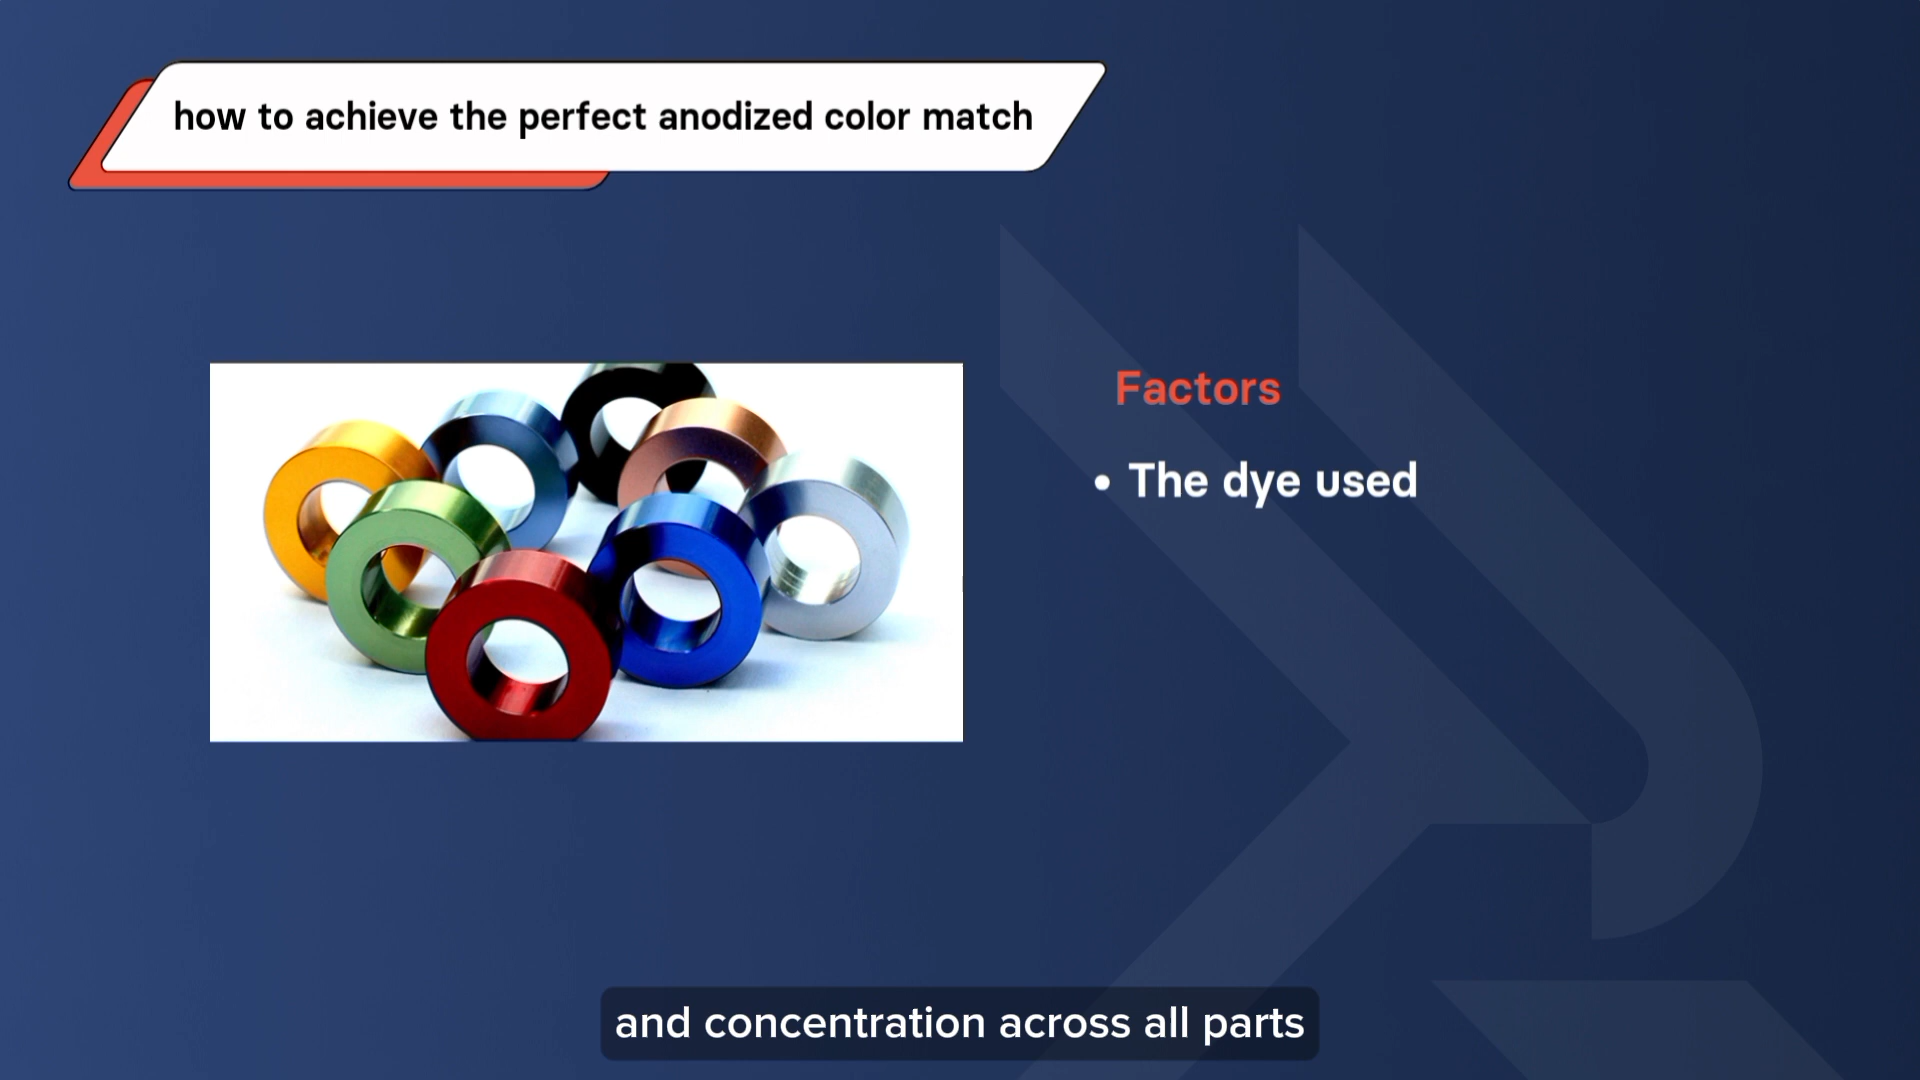 how to achieve the perfect anodized color match
Factors
• The dye used
and concentration across all parts